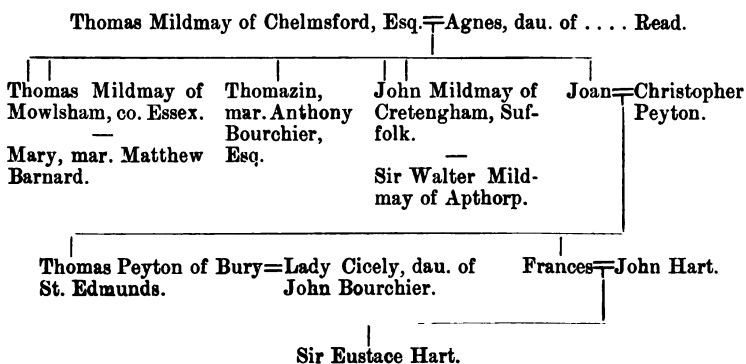 Thomas Mildmay of Chelmsford, Esq.=Agnes, dau. of .... Read.
Thomas Mildmay of
Mowlsham, co. Essex.
—
Mary, mar. Matthew
Barnard.
Thomazin,
mar. Anthony
Bourchier,
Esq.
John Mildmay of
Cretengham, Suf-
folk.
—
Sir Walter Mild-
may of Apthorp.
Joan=Christopher
Peyton.
Thomas Peyton of Bury=Lady Cicely, dau. of
St. Edmunds.
John Bourchier.
Frances=John Hart.
Sir Eustace Hart.